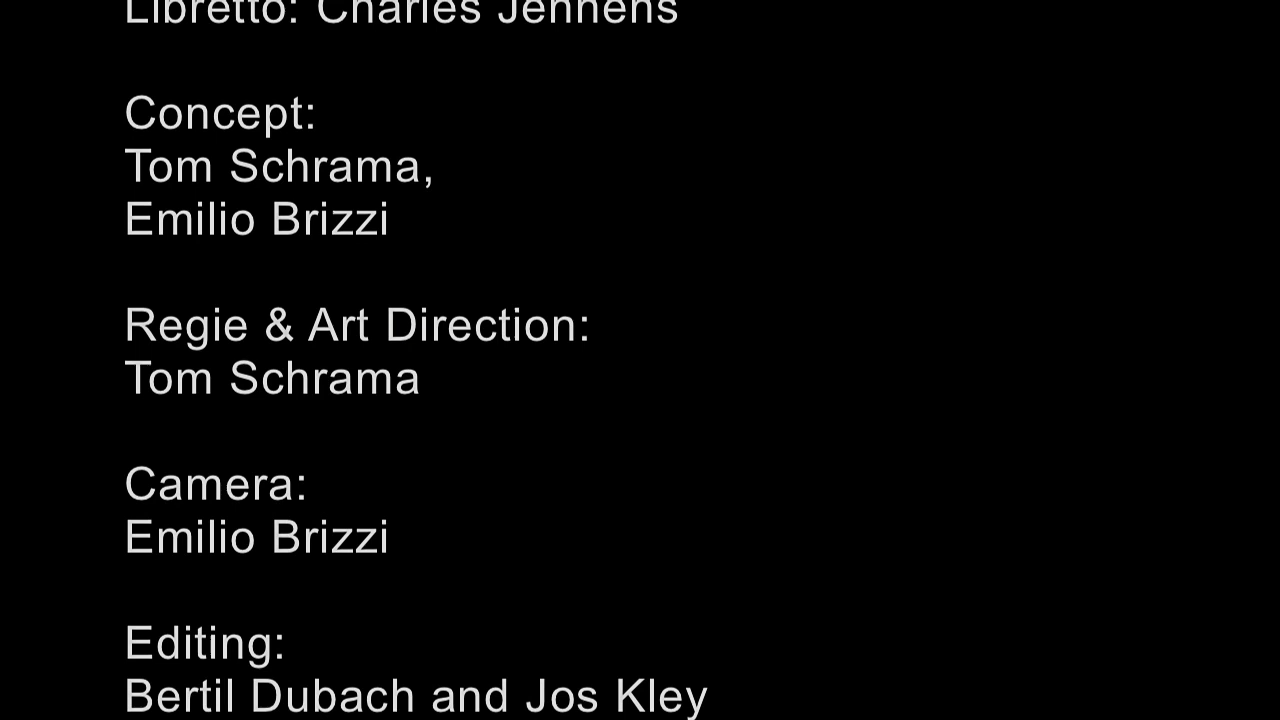 Libretto: Charles Jennens
Concept:
Tom Schrama,
Emilio Brizzi
Regie & Art Direction:
Tom Schrama
Camera:
Emilio Brizzi
Editing:
Bertil Dubach and Jos Kley